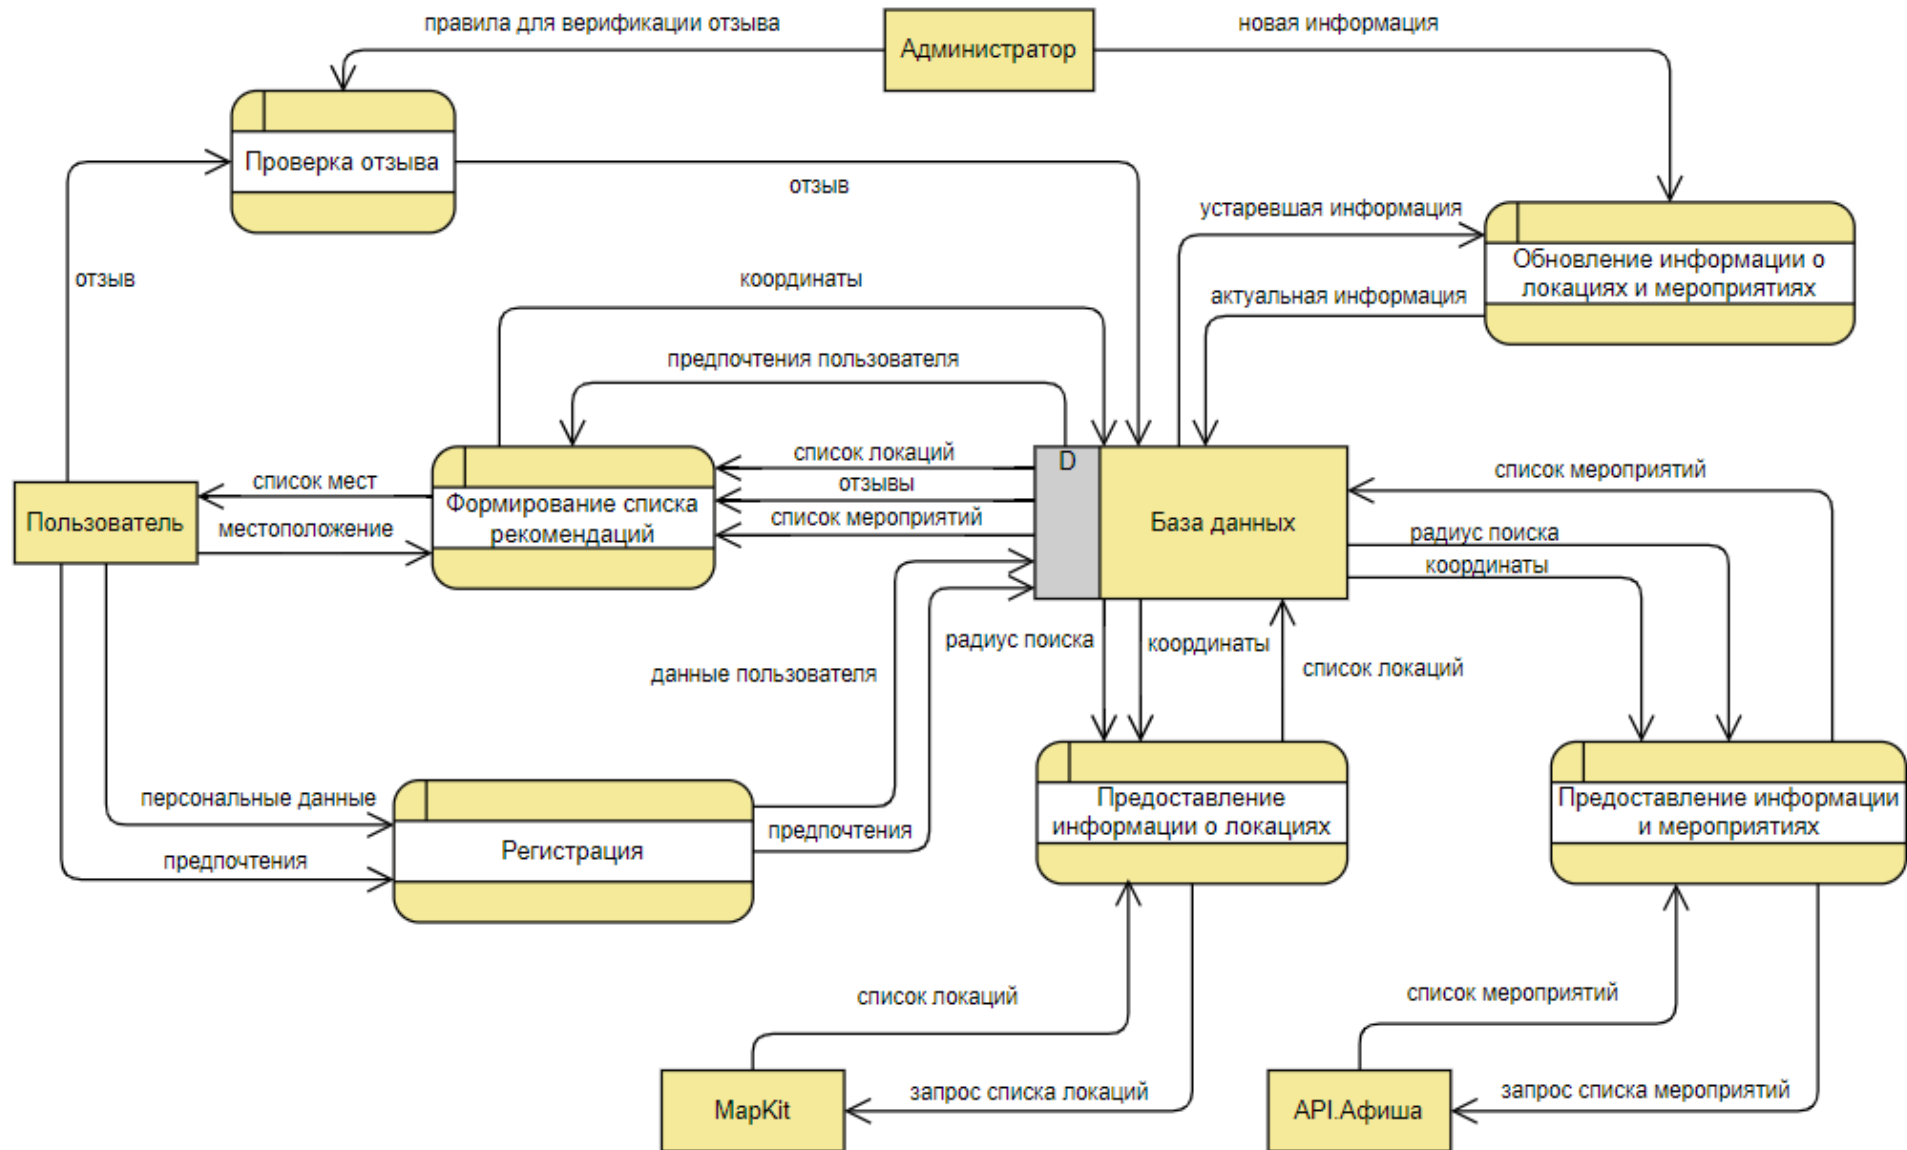 правила для верификации отзыва
Администратор
новая информация
Проверка отзыва
отзыв
устаревшая информация
Обновление информации о
локациях и мероприятиях
отзыв
координаты
актуальная информация
предпочтения пользователя
D
список локаций
список мероприятий
список мест
отзывы
Формирование списка
рекомендаций
Пользователь
местоположение
список мероприятий
База данных
радиус поиска
координаты
радиус поиска
координаты
список локаций
данные пользователя
персональные данные
предпочтения
предпочтения
Регистрация
Предоставление
информации о локациях
Предоставление информации
и мероприятиях
список локаций
список мероприятий
MapKit
запрос списка локаций
API.Афиша
запрос списка мероприятий